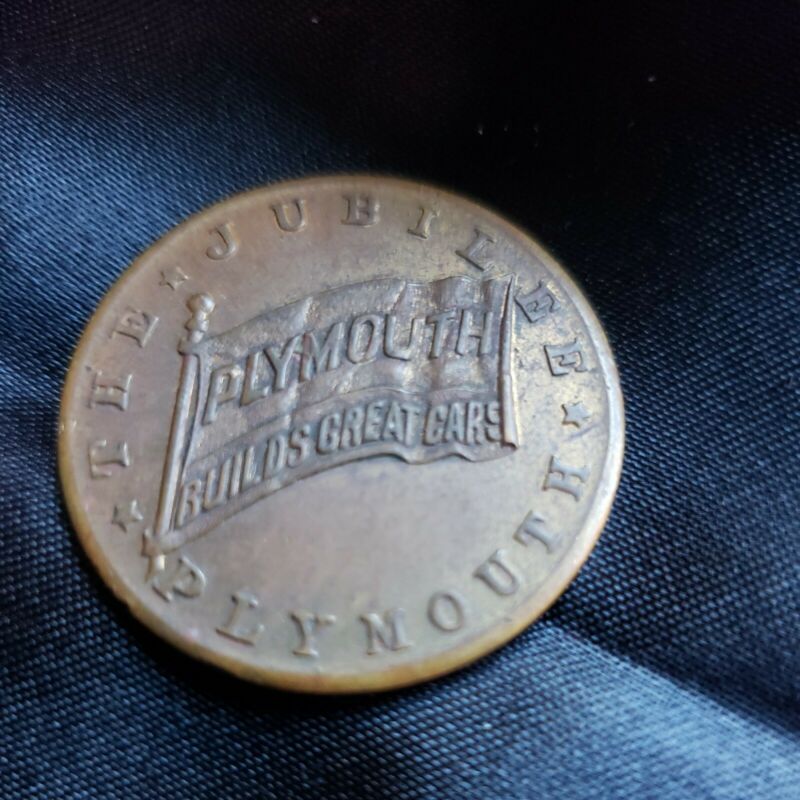 THE ★ JUBILEE ★
PLYMOUTH ★
PLYMOUTH
BUILDS GREAT CARS